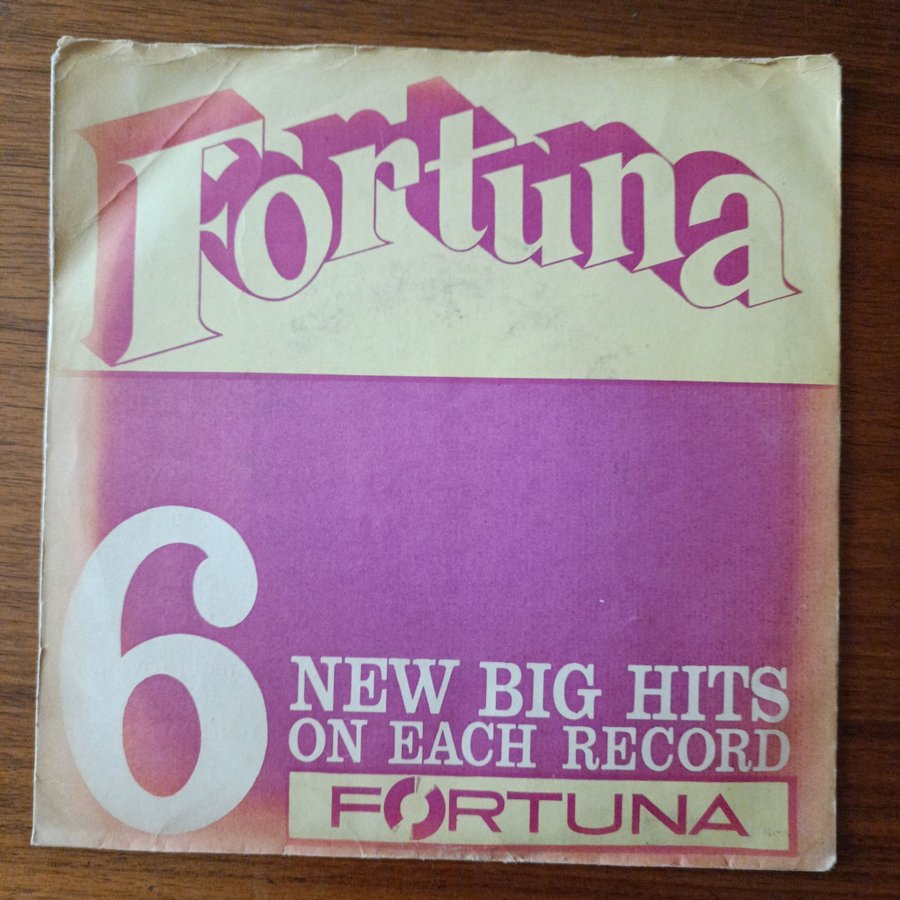 Fortuna
6
NEW BIG HITS
ON EACH RECORD
FORTUNA